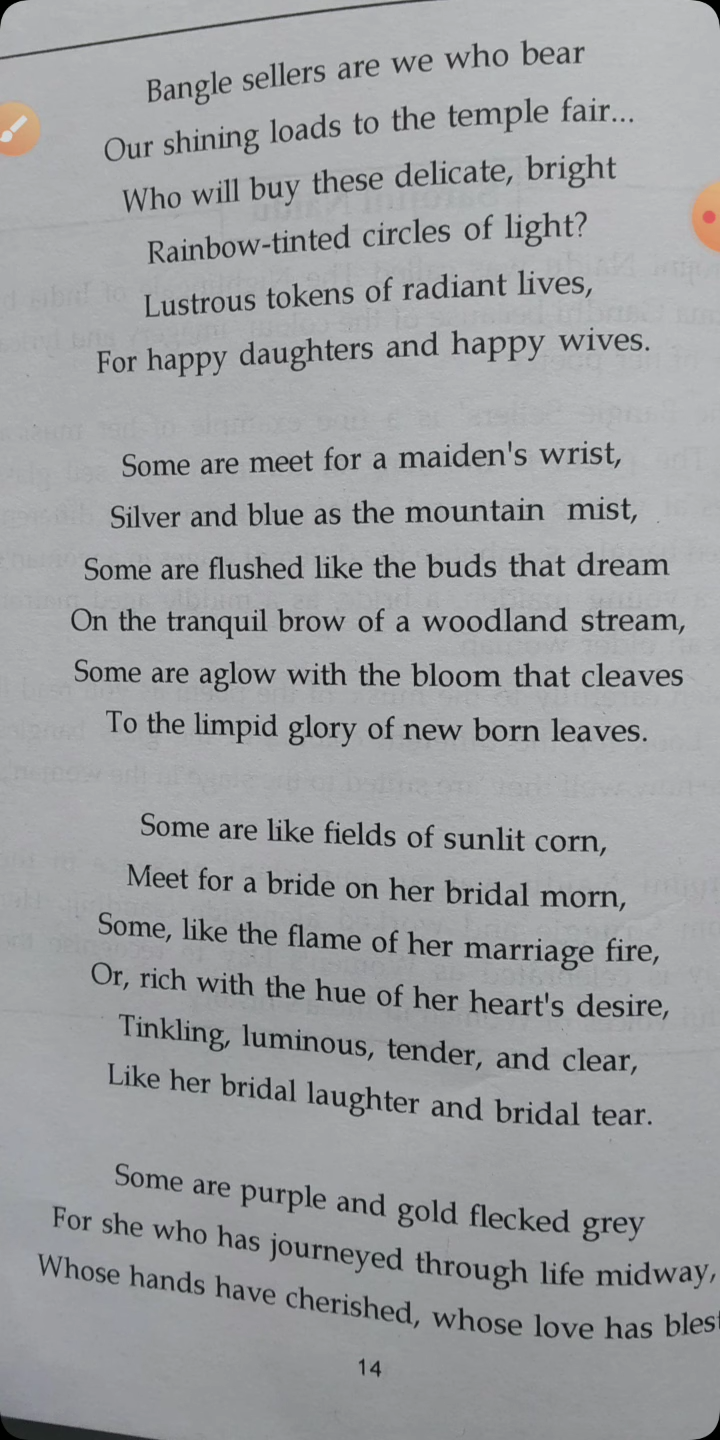 Bangle sellers are we who bear
Our shining loads to the temple fair...
Who will buy these delicate, bright
Rainbow-tinted circles of light?
Lustrous tokens of radiant lives,
For happy daughters and happy wives.
Some are meet for a maiden's wrist,
Silver and blue as the mountain mist,
Some are flushed like the buds that dream
On the tranquil brow of a woodland stream,
Some are aglow with the bloom that cleaves
To the limpid glory of new born leaves.
Some are like fields of sunlit corn,
Meet for a bride on her bridal morn,
Some, like the flame of her marriage fire,
Or, rich with the hue of her heart's desire,
Tinkling, luminous, tender, and clear,
Like her bridal laughter and bridal tear.
Some are purple and gold flecked grey
For she who has journeyed through life midway,
Whose hands have cherished, whose love has blest
14